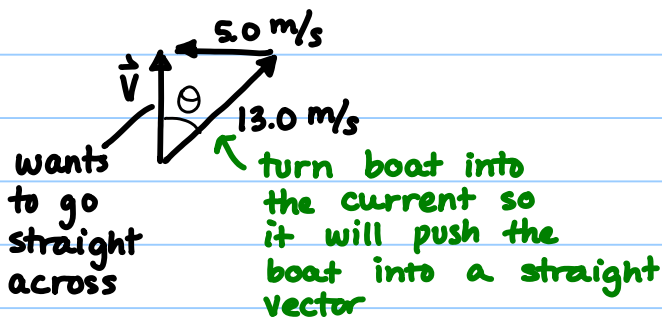 5.0 m/s
V
θ
13.0 m/s
wants
to go
straight
across
turn boat into
the current so
it will push the
boat into a straight
vector